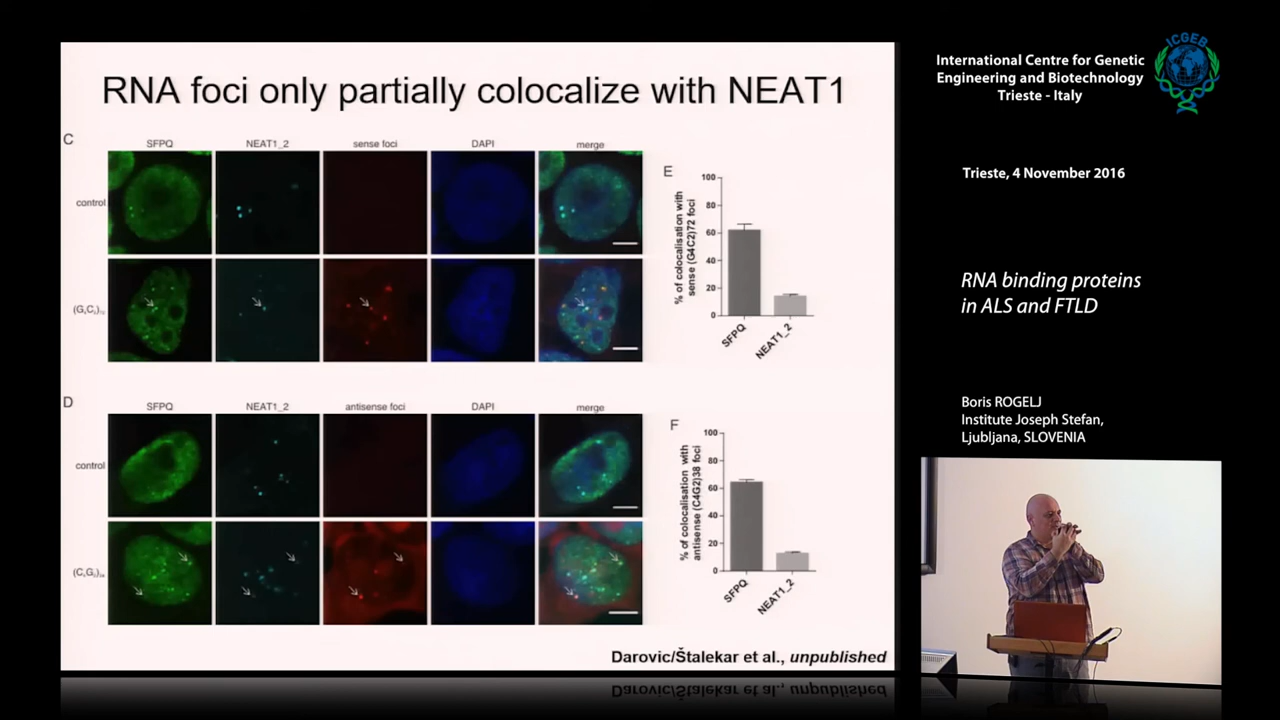 RNA foci only partially colocalize with NEAT1
C
SFPQ
NEAT1_2
sense foci
DAPI
merge
control
(G₄C₂)₇₂
E
% of colocalisation with
sense (G4C2)72 foci
100
80
60
40
20
0
SFPQ
NEAT1_2
D
SFPQ
NEAT1_2
antisense foci
DAPI
merge
control
F
% of colocalisation with
antisense (C4G2)38 foci
100
80
60
40
20
0
SFPQ
NEAT1_2
Darovic/Štalekar et al., unpublished
International Centre for Genetic
Engineering and Biotechnology
Trieste - Italy
ICGEB
Trieste, 4 November 2016
RNA binding proteins
in ALS and FTLD
Boris ROGELJ
Institute Joseph Stefan,
Ljubljana, SLOVENIA